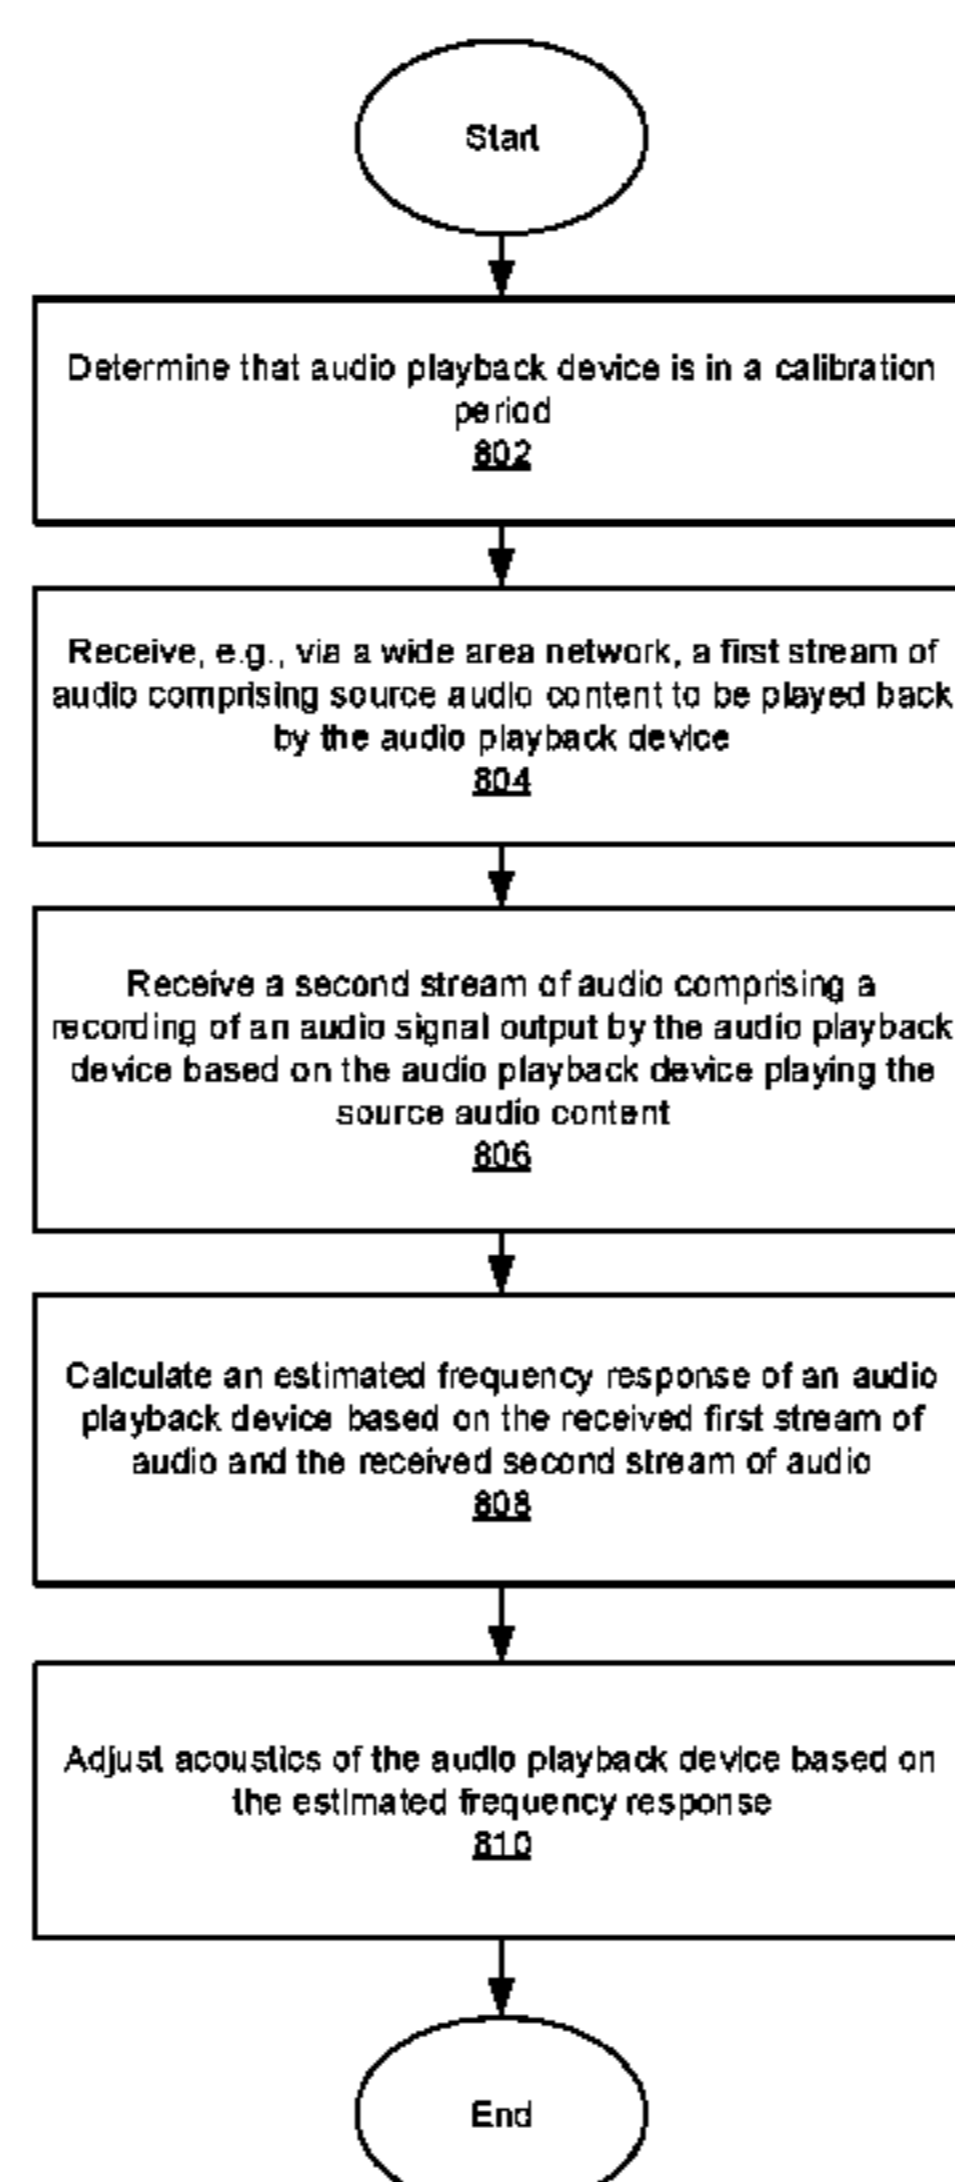 Start
Determine that audio playback device is in a calibration
period
802
Receive, e.g., via a wide area network, a first stream of
audio comprising source audio content to be played back
by the audio playback device
804
Receive a second stream of audio comprising a
recording of an audio signal output by the audio playback
device based on the audio playback device playing the
source audio content
806
Calculate an estimated frequency response of an audio
playback device based on the received first stream of
audio and the received second stream of audio
808
Adjust acoustics of the audio playback device based on
the estimated frequency response
810
End